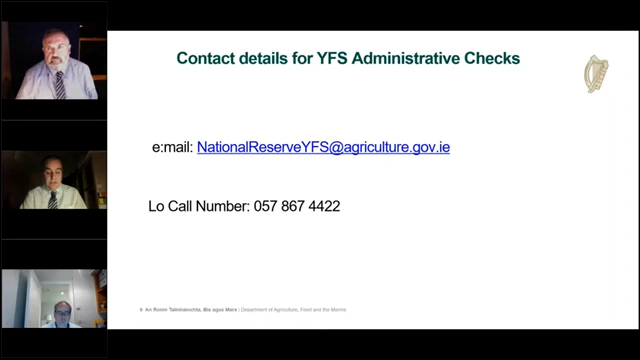 Contact details for YFS Administrative Checks
e:mail: NationalReserveYFS@agriculture.gov.ie
Lo Call Number: 057 867 4422
9 An Roinn Talmhaíochta, Bia agus Mara | Department of Agriculture, Food and the Marine